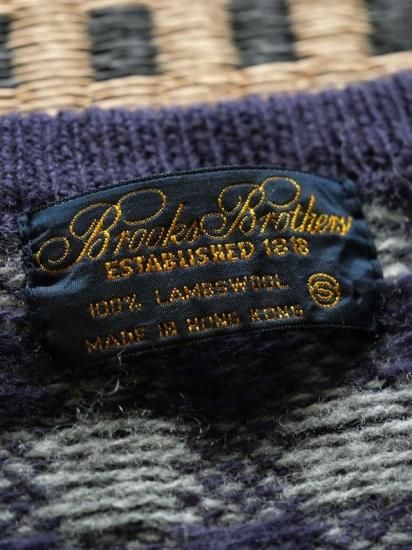 Brooks Brothers
ESTABLISHED 1818
100% LAMBSWOOL S
MADE IN HONG KONG